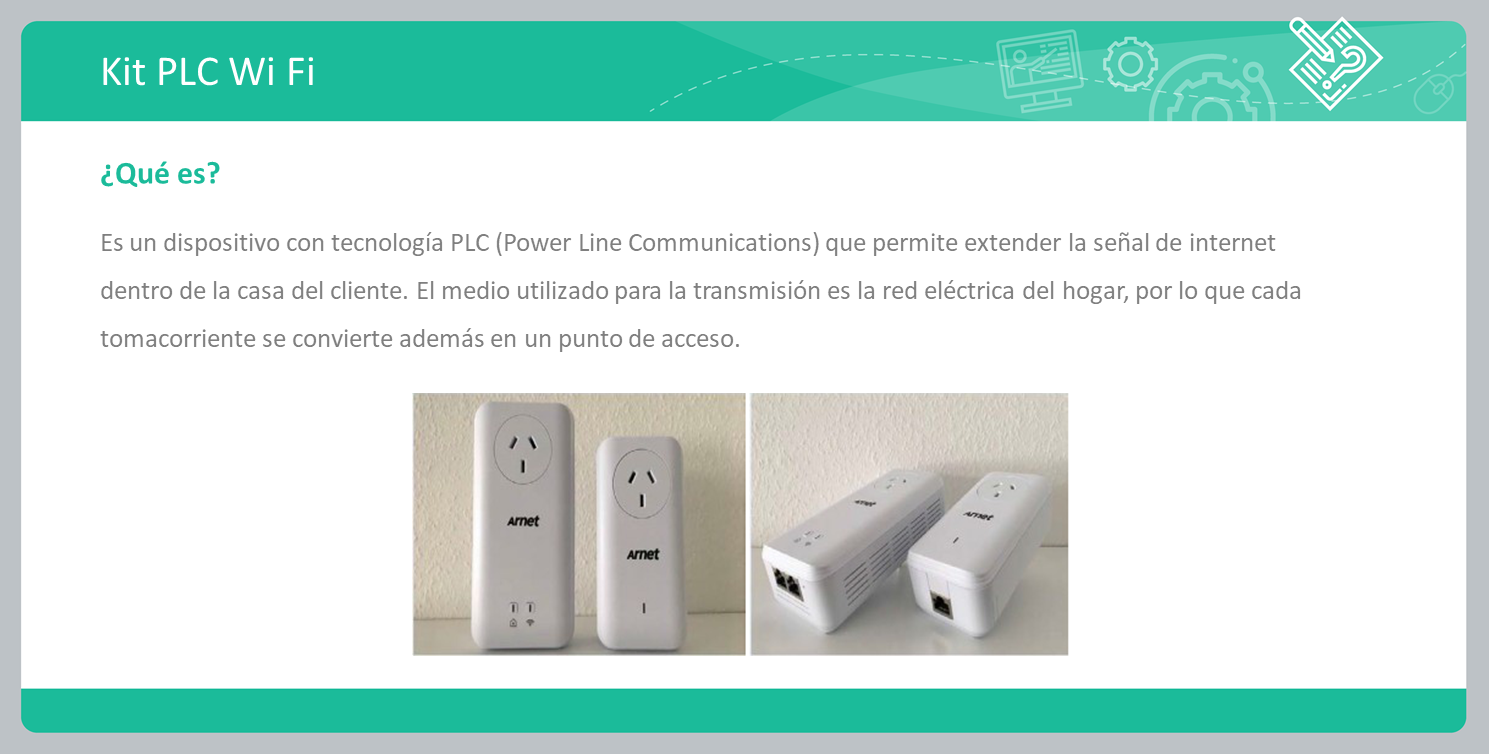 Kit PLC Wi Fi
¿Qué es?
Es un dispositivo con tecnología PLC (Power Line Communications) que permite extender la señal de internet
dentro de la casa del cliente. El medio utilizado para la transmisión es la red eléctrica del hogar, por lo que cada
tomacorriente se convierte además en un punto de acceso.
Arnet
Arnet
Arnet
Arnet